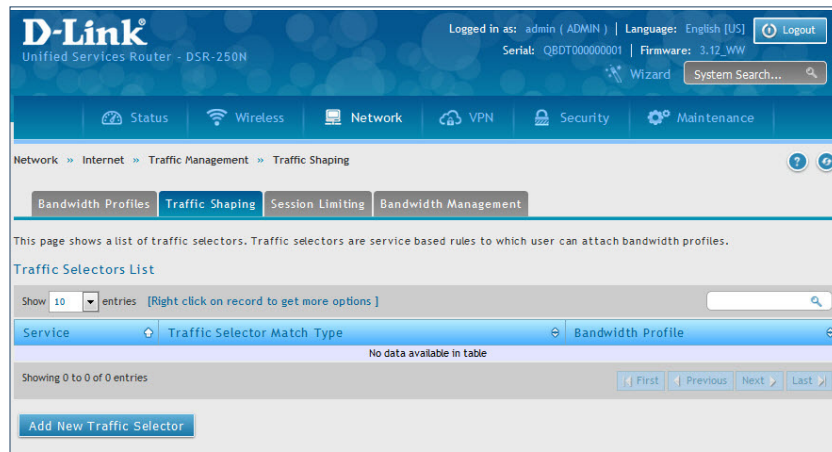 D-Link®
Unified Services Router - DSR-250N
Logged in as: admin ( ADMIN ) | Language: English [US]
Logout
Serial: QBDT00000001 | Firmware: 3.12_WW
Wizard
System Search...
Status
Wireless
Network
VPN
Security
Maintenance
Network » Internet » Traffic Management » Traffic Shaping
?
Bandwidth Profiles
Traffic Shaping
Session Limiting
Bandwidth Management
This page shows a list of traffic selectors. Traffic selectors are service based rules to which user can attach bandwidth profiles.
Traffic Selectors List
Show 10 entries [Right click on record to get more options ]
Service
Traffic Selector Match Type
Bandwidth Profile
No data available in table
Showing 0 to 0 of 0 entries
First
Previous
Next
Last
Add New Traffic Selector